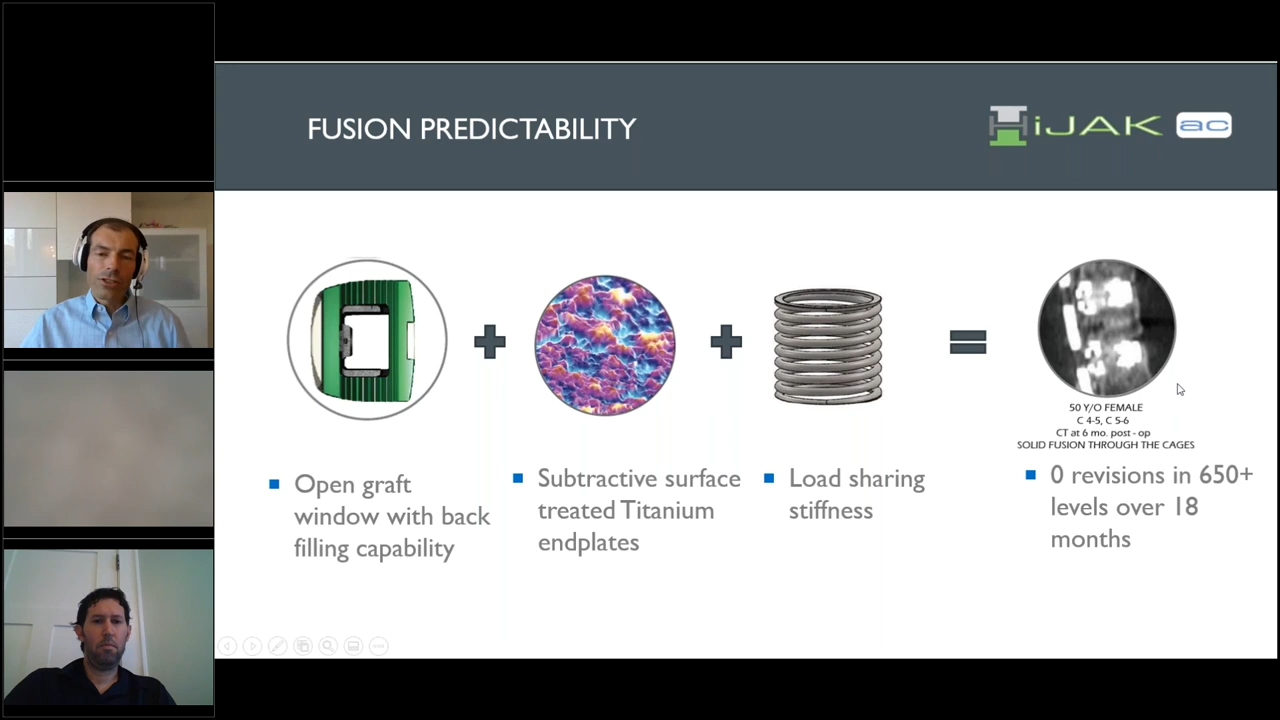 FUSION PREDICTABILITY
HiJAK ac
50 Y/O FEMALE
C 4-5, C 5-6
CT at 6 mo. post - op
SOLID FUSION THROUGH THE CAGES
Open graft
window with back
filling capability
Subtractive surface
treated Titanium
endplates
Load sharing
stiffness
0 revisions in 650+
levels over 18
months